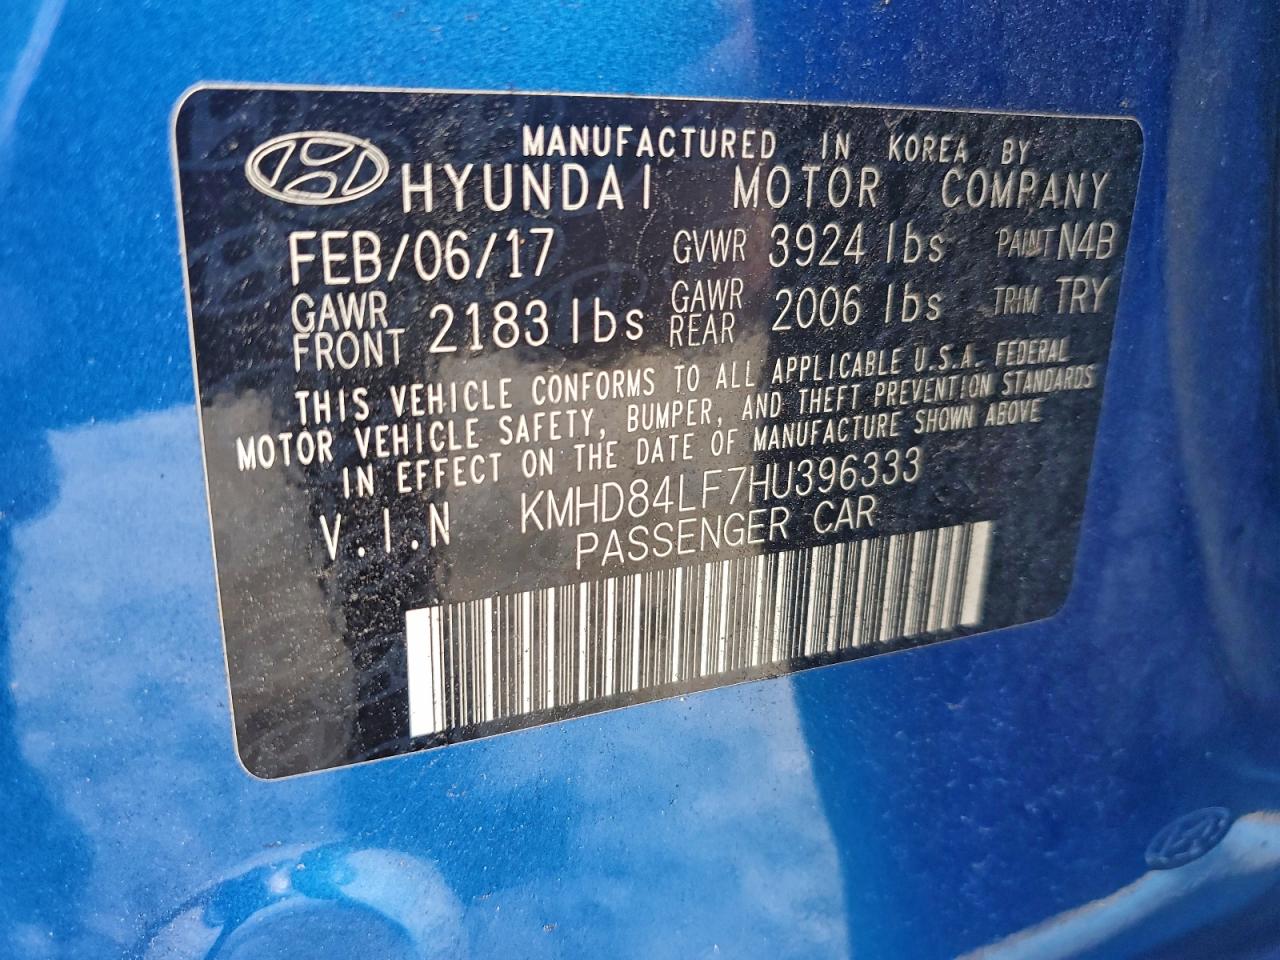 MANUFACTURED IN KOREA BY
HYUNDAI MOTOR COMPANY
FEB/06/17 GVWR 3924 lbs PAINT N4B
GAWR FRONT 2183 lbs GAWR REAR 2006 lbs TRIM TRY
THIS VEHICLE CONFORMS TO ALL APPLICABLE U.S.A. FEDERAL
MOTOR VEHICLE SAFETY, BUMPER, AND THEFT PREVENTION STANDARDS
IN EFFECT ON THE DATE OF MANUFACTURE SHOWN ABOVE
V.I.N KMHD84LF7HU396333
PASSENGER CAR